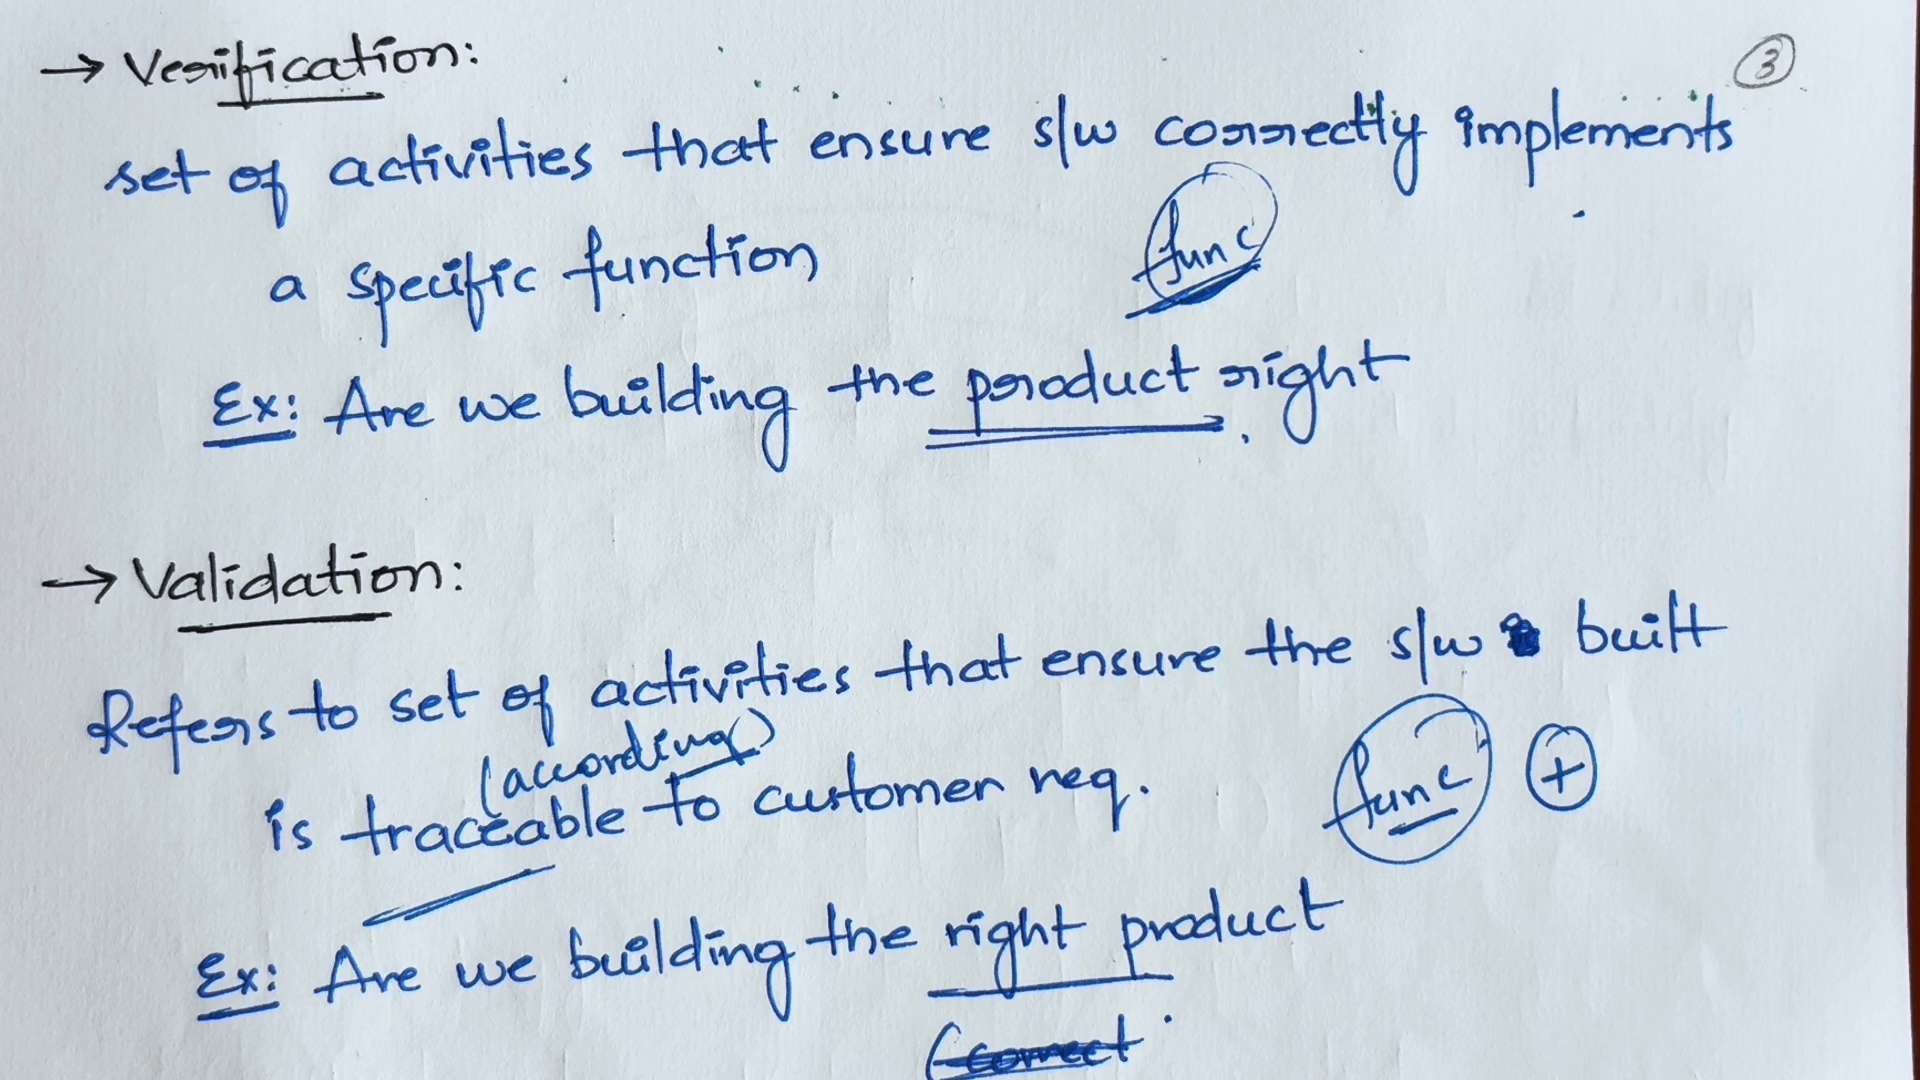 ③
→ Verification:
set of activities that ensure s/w correctly implements
func
a specific function
Ex: Are we building the product right
→ Validation:
Refers to set of activities that ensure the s/w built
(according)
is traceable to customer req.
func +
Ex: Are we building the right product
(correct